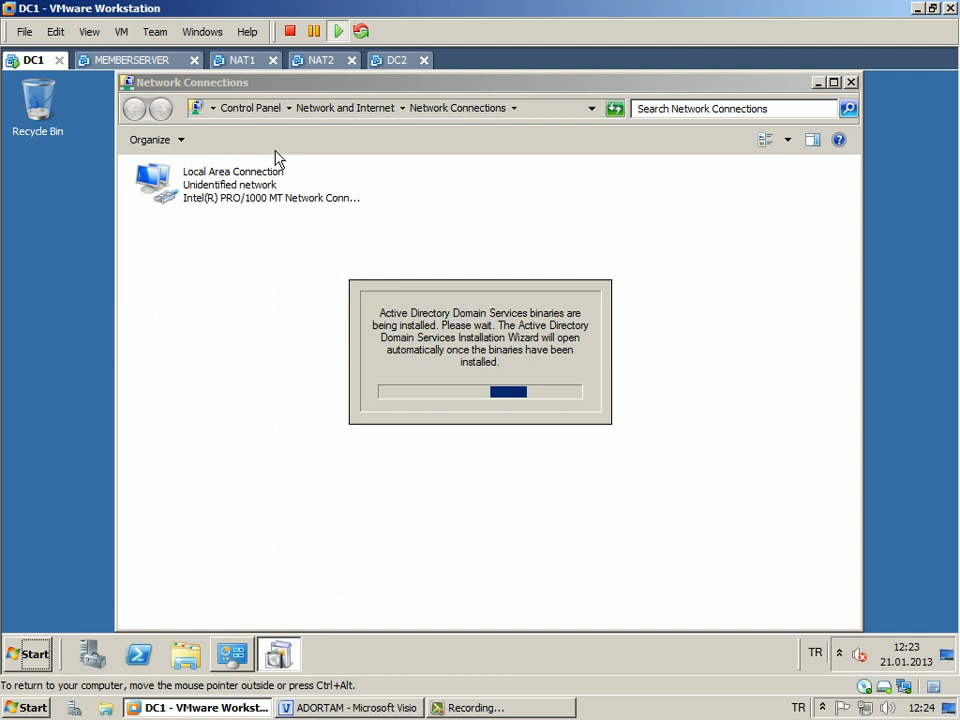 DC1 - VMware Workstation
File Edit View VM Team Windows Help
DC1 MEMBERSERVER NAT1 NAT2 DC2
Network Connections
Recycle Bin
Control Panel Network and Internet Network Connections Search Network Connections
Organize
Local Area Connection
Unidentified network
Intel(R) PRO/1000 MT Network Conn...
Active Directory Domain Services binaries are
being installed. Please wait. The Active Directory
Domain Services Installation Wizard will open
automatically once the binaries have been
installed.
Start TR 12:23
21.01.2013
To return to your computer, move the mouse pointer outside or press Ctrl+Alt.
Start DC1 - VMware Workst... ADORTAM - Microsoft Visio Recording... TR 12:24